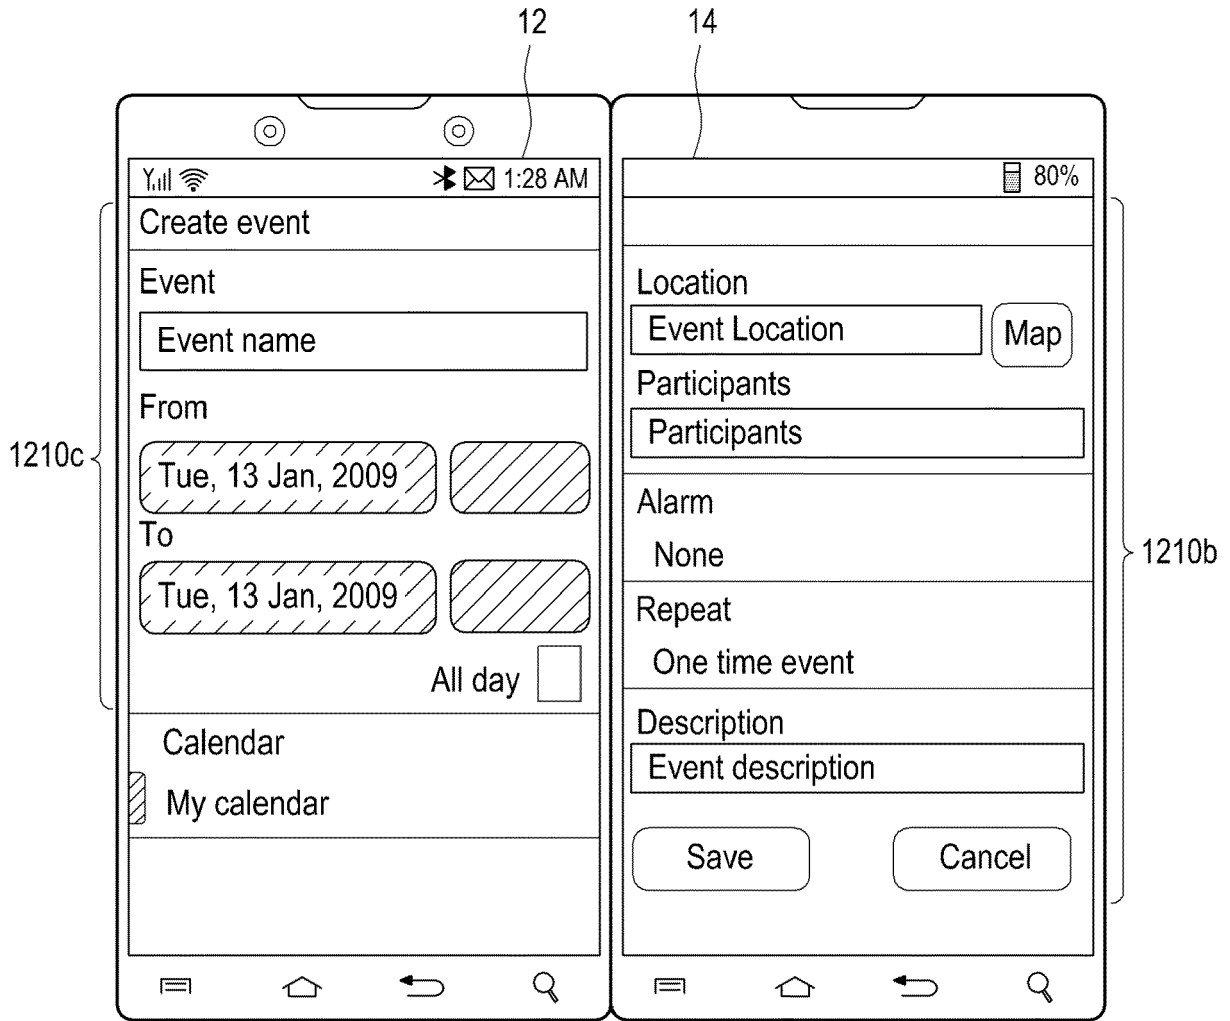 12
14
1:28 AM
80%
Create event
Event
Event name
From
Tue, 13 Jan, 2009
To
Tue, 13 Jan, 2009
All day
Calendar
My calendar
1210c
Location
Event Location
Map
Participants
Participants
Alarm
None
Repeat
One time event
Description
Event description
Save
Cancel
1210b